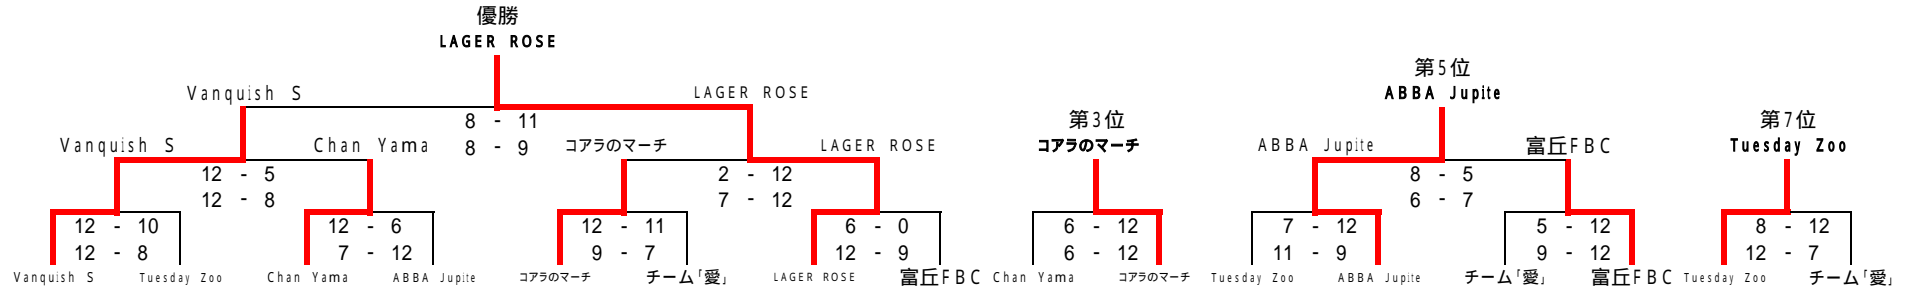 優勝
LAGER ROSE
第5位
Vanquish S LAGER ROSE ABBA Jupite
8 - 11 第3位 第7位
Vanquish S Chan Yama 8 - 9 コアラのマーチ LAGER ROSE コアラのマーチ ABBA Jupite 富丘FBC Tuesday Zoo
12 - 5 2 - 12 8 - 5
12 - 8 7 - 12 6 - 7
12 - 10 12 - 6 12 - 11 6 - 0 6 - 12 7 - 12 5 - 12 8 - 12
12 - 8 7 - 12 9 - 7 12 - 9 6 - 12 11 - 9 9 - 12 12 - 7
Vanquish S Tuesday Zoo Chan Yama ABBA Jupite コアラのマーチ チーム「愛」 LAGER ROSE 富丘FBC Chan Yama コアラのマーチ Tuesday Zoo ABBA Jupite チーム「愛」 富丘FBC Tuesday Zoo チーム「愛」